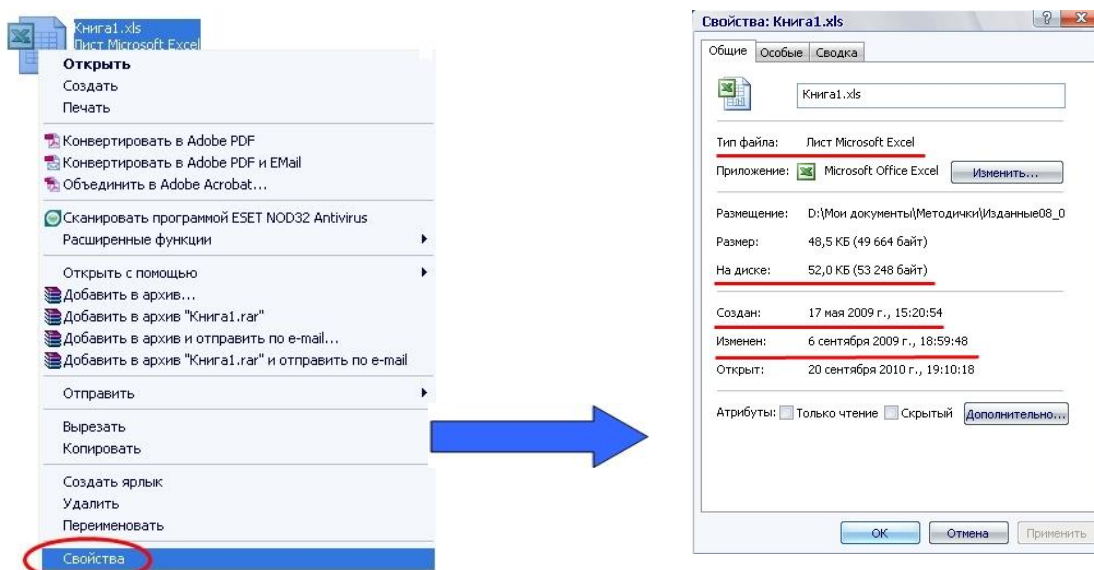 Книга1.xls
Лист Microsoft Excel
Открыть
Создать
Печать
Конвертировать в Adobe PDF
Конвертировать в Adobe PDF и EMail
Объединить в Adobe Acrobat...
Сканировать программой ESET NOD32 Antivirus
Расширенные функции
Открыть с помощью
Добавить в архив...
Добавить в архив "Книга1.rar"
Добавить в архив и отправить по e-mail...
Добавить в архив "Книга1.rar" и отправить по e-mail
Отправить
Вырезать
Копировать
Создать ярлык
Удалить
Переименовать
Свойства
Свойства: Книга1.xls
Общие Особые Сводка
Книга1.xls
Тип файла: Лист Microsoft Excel
Приложение: Microsoft Office Excel Изменить...
Размещение: D:\Мои документы\Методички\Изданные08_0
Размер: 48,5 КБ (49 664 байт)
На диске: 52,0 КБ (53 248 байт)
Создан: 17 мая 2009 г., 15:20:54
Изменен: 6 сентября 2009 г., 18:59:48
Открыт: 20 сентября 2010 г., 19:10:18
Атрибуты: Только чтение Скрытый Дополнительно...
ОК Отмена Применить